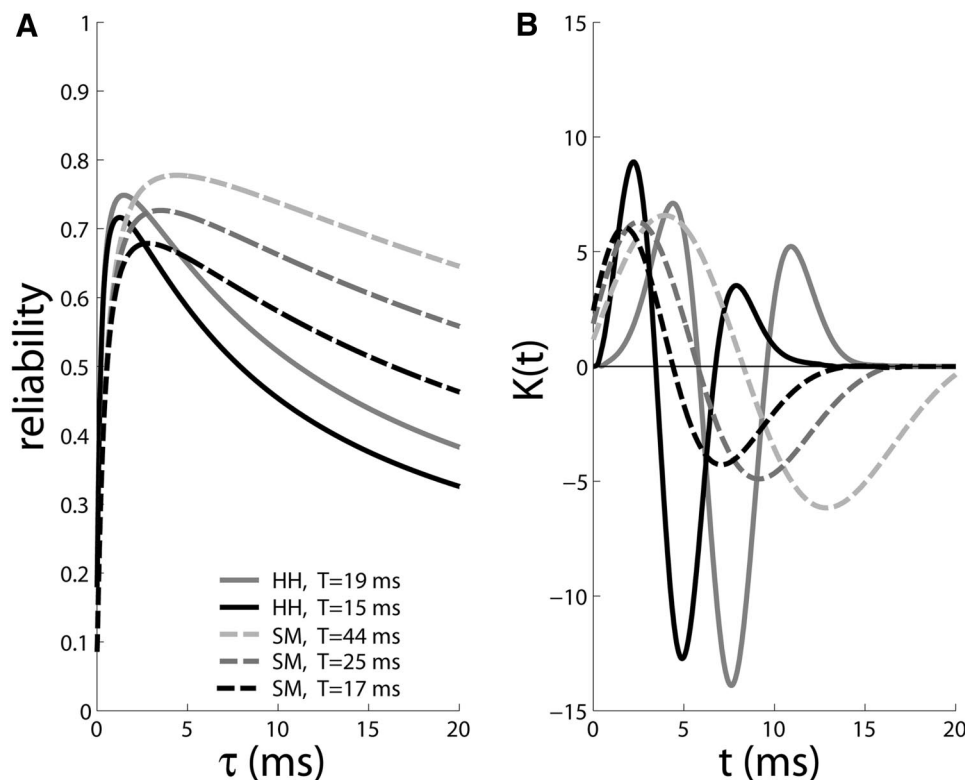 A
1
0.9
0.8
0.7
0.6
0.5
0.4
0.3
0.2
0.1
0
reliability
HH, T=19 ms
HH, T=15 ms
SM, T=44 ms
SM, T=25 ms
SM, T=17 ms
0 5 10 15 20
τ (ms)
B
15
10
5
0
−5
−10
−15
K(t)
0 5 10 15 20
t (ms)